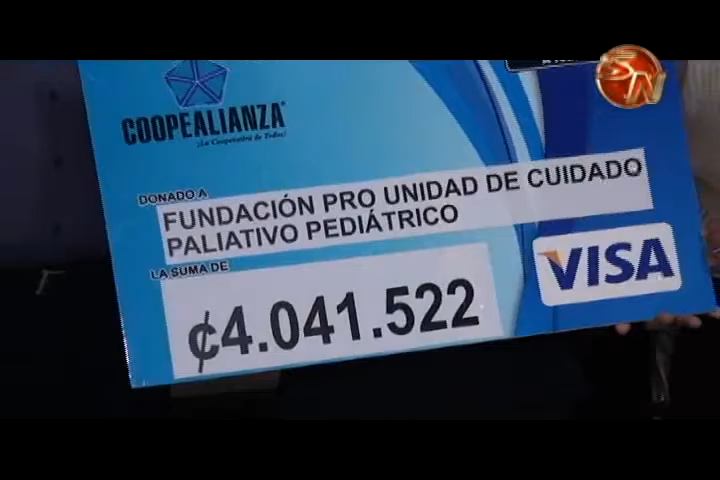 COOPEALIANZA
¡La Cooperativa de Todos!
DONADO A
FUNDACIÓN PRO UNIDAD DE CUIDADO
PALIATIVO PEDIÁTRICO
LA SUMA DE
₡4.041.522
VISA
SN